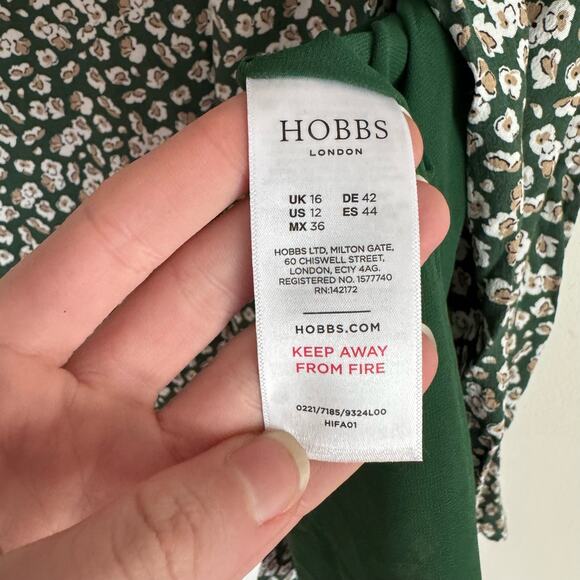 HOBBS
LONDON
UK 16 DE 42
US 12 ES 44
MX 36
HOBBS LTD, MILTON GATE,
60 CHISWELL STREET,
LONDON, EC1Y 4AG.
REGISTERED NO. 1577740
RN:142172
HOBBS.COM
KEEP AWAY
FROM FIRE
0221/7185/9324L00
HIFA01